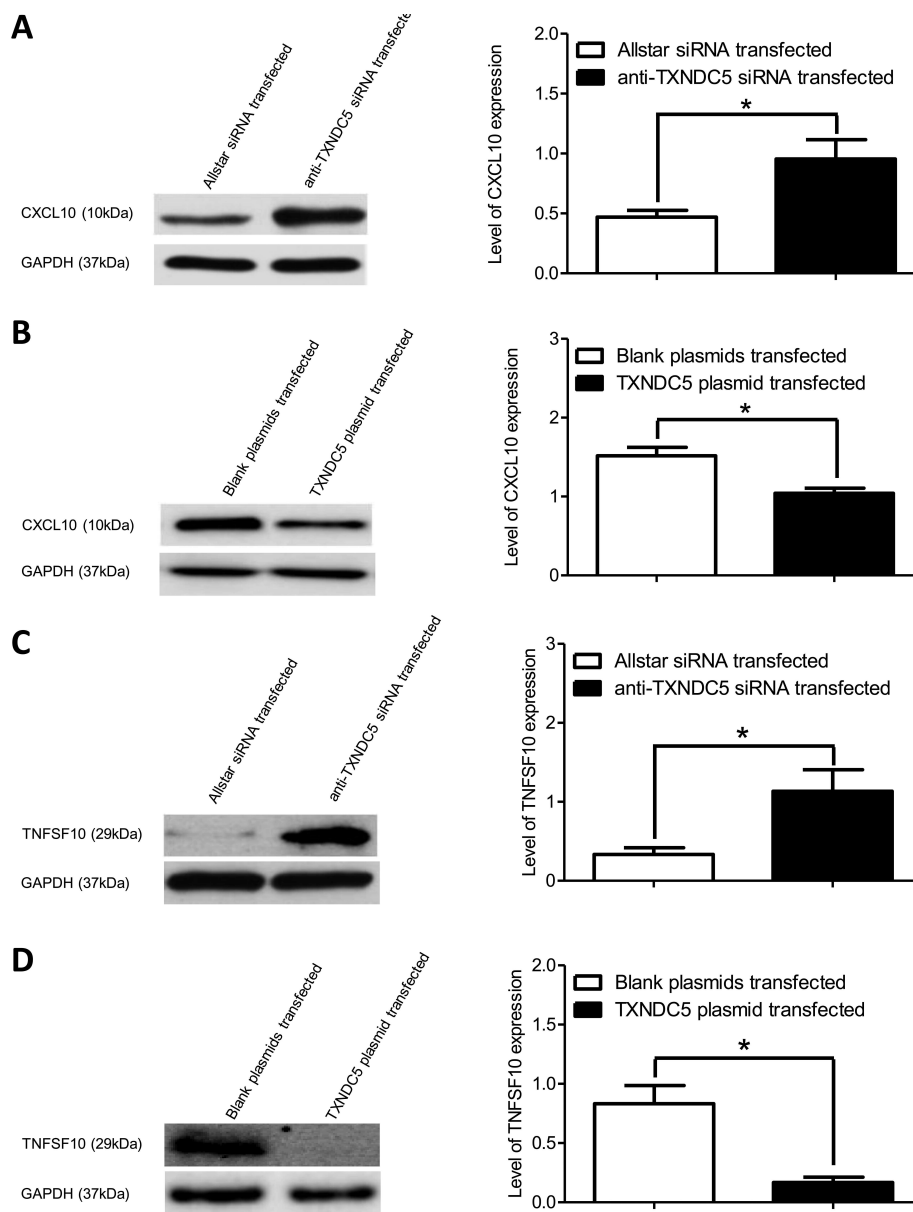 A
Allstar siRNA transfected
anti-TXNDC5 siRNA transfecte
CXCL10 (10kDa)
GAPDH (37kDa)
Level of CXCL10 expression
2.0
1.5
1.0
0.5
0.0
Allstar siRNA transfected
anti-TXNDC5 siRNA transfected
*
B
Blank plasmids transfected
TXNDC5 plasmid transfected
CXCL10 (10kDa)
GAPDH (37kDa)
Level of CXCL10 expression
3
2
1
0
Blank plasmids transfected
TXNDC5 plasmid transfected
*
C
Allstar siRNA transfected
anti-TXNDC5 siRNA transfected
TNFSF10 (29kDa)
GAPDH (37kDa)
Level of TNFSF10 expression
3
2
1
0
Allstar siRNA transfected
anti-TXNDC5 siRNA transfected
*
D
Blank plasmids transfected
TXNDC5 plasmid transfected
TNFSF10 (29kDa)
GAPDH (37kDa)
Level of TNFSF10 expression
2.0
1.5
1.0
0.5
0.0
Blank plasmids transfected
TXNDC5 plasmid transfected
*